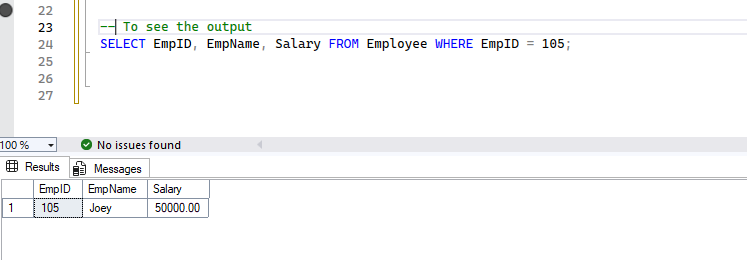 22
23 -- To see the output
24 SELECT EmpID, EmpName, Salary FROM Employee WHERE EmpID = 105;
25
26
27
100 % No issues found
Results Messages
EmpID EmpName Salary
1 105 Joey 50000.00